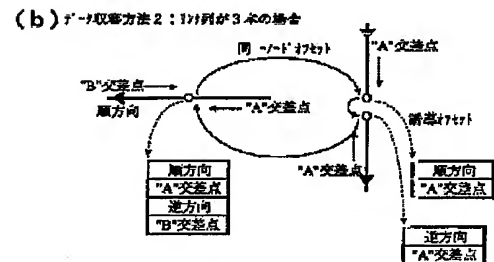 (b) データ収容方法2：リンク列が3本の場合
同一ノードオフセット
"A"交差点
"B"交差点
順方向
"A"交差点
誘導オフセット
"A"交差点
順方向
"A"交差点
逆方向
"B"交差点
順方向
"A"交差点
逆方向
"A"交差点